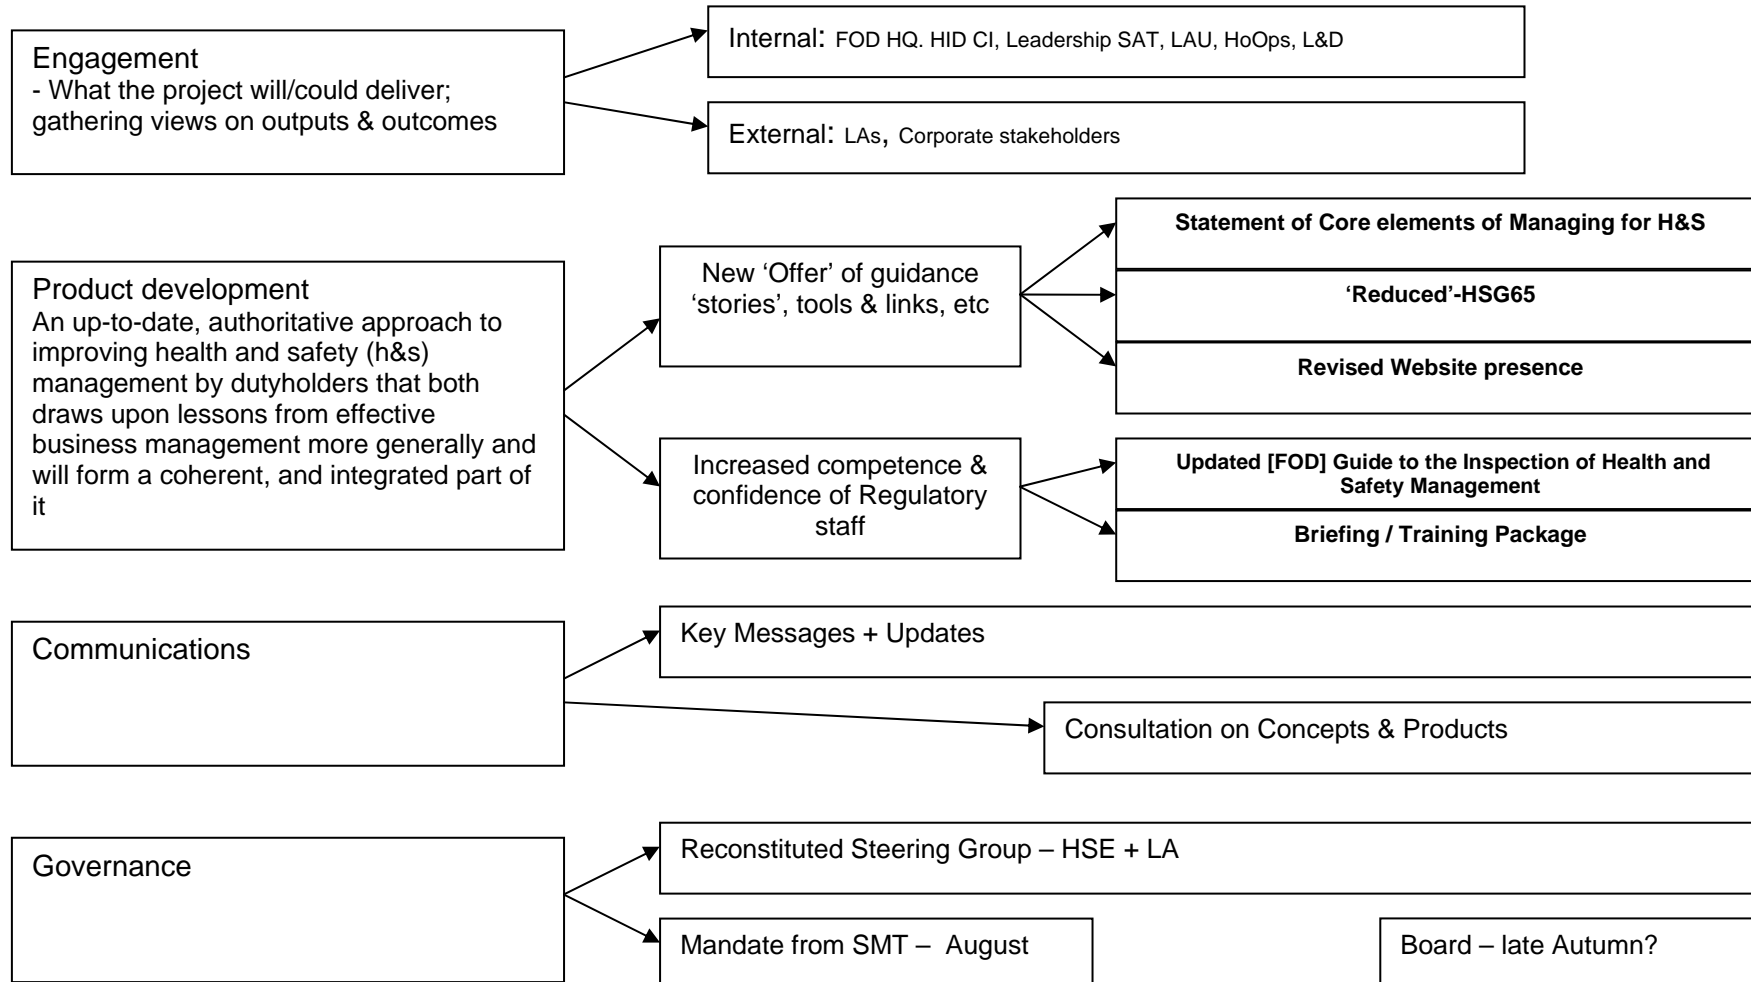 Engagement
- What the project will/could deliver;
gathering views on outputs & outcomes
Internal: FOD HQ. HID CI, Leadership SAT, LAU, HoOps, L&D
External: LAs, Corporate stakeholders
Product development
An up-to-date, authoritative approach to
improving health and safety (h&s)
management by dutyholders that both
draws upon lessons from effective
business management more generally and
will form a coherent, and integrated part of
it
New ‘Offer’ of guidance
‘stories’, tools & links, etc
Statement of Core elements of Managing for H&S
‘Reduced’-HSG65
Revised Website presence
Increased competence &
confidence of Regulatory
staff
Updated [FOD] Guide to the Inspection of Health and
Safety Management
Briefing / Training Package
Communications
Key Messages + Updates
Consultation on Concepts & Products
Governance
Reconstituted Steering Group – HSE + LA
Mandate from SMT – August
Board – late Autumn?